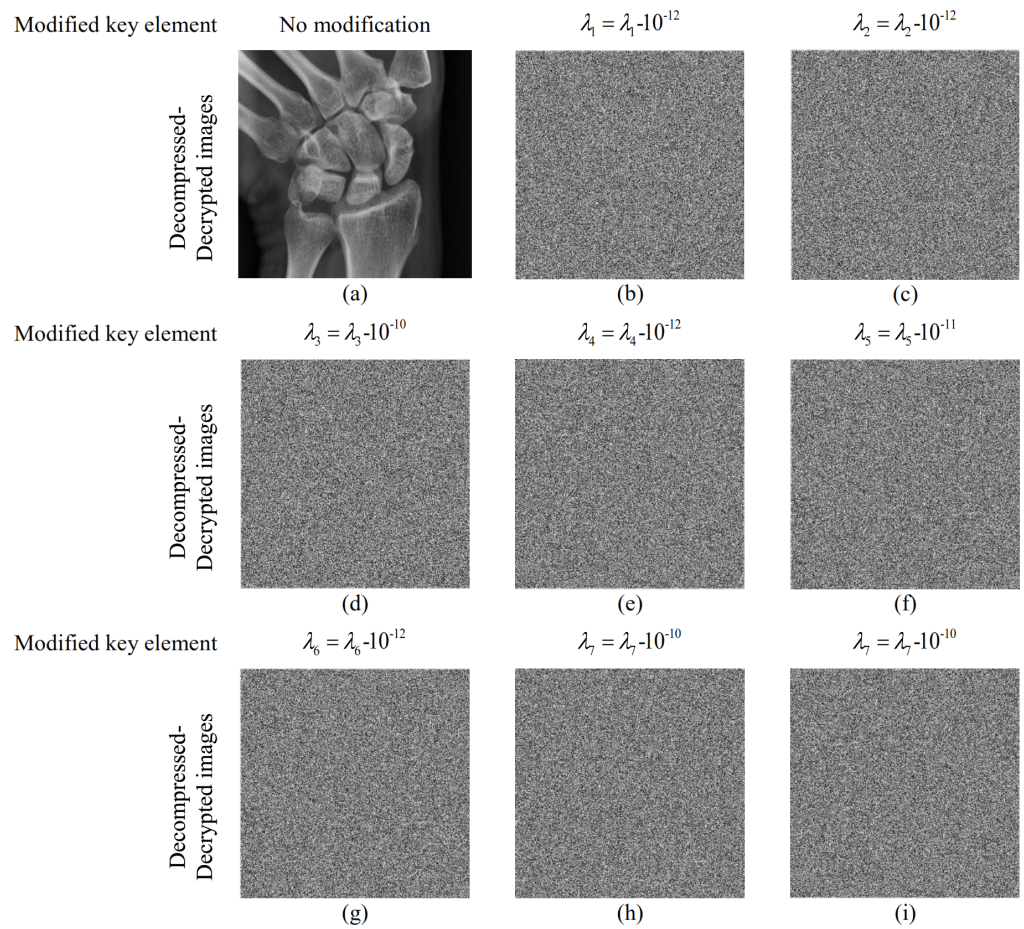 Modified key element No modification λ₁ = λ₁-10⁻¹² λ₂ = λ₂-10⁻¹²
Decompressed-
Decrypted images
(a) (b) (c)
Modified key element λ₃ = λ₃-10⁻¹⁰ λ₄ = λ₄-10⁻¹² λ₅ = λ₅-10⁻¹¹
Decompressed-
Decrypted images
(d) (e) (f)
Modified key element λ₆ = λ₆-10⁻¹² λ₇ = λ₇-10⁻¹⁰ λ₇ = λ₇-10⁻¹⁰
Decompressed-
Decrypted images
(g) (h) (i)